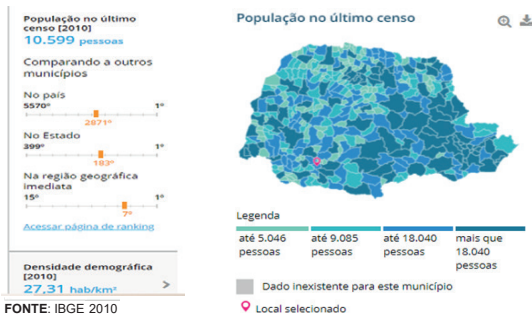 População no último
censo [2010]
10.599 pessoas
Comparando a outros
municípios
No país
5570º 1º
2871º
No Estado
399º 1º
183º
Na região geográfica
imediata
15º 1º
7º
Acessar página de ranking
Densidade demográfica
[2010]
27,31 hab/km² >
FONTE: IBGE 2010
População no último censo
Legenda
até 5.046
pessoas
até 9.085
pessoas
até 18.040
pessoas
mais que
18.040
pessoas
Dado inexistente para este município
Local selecionado